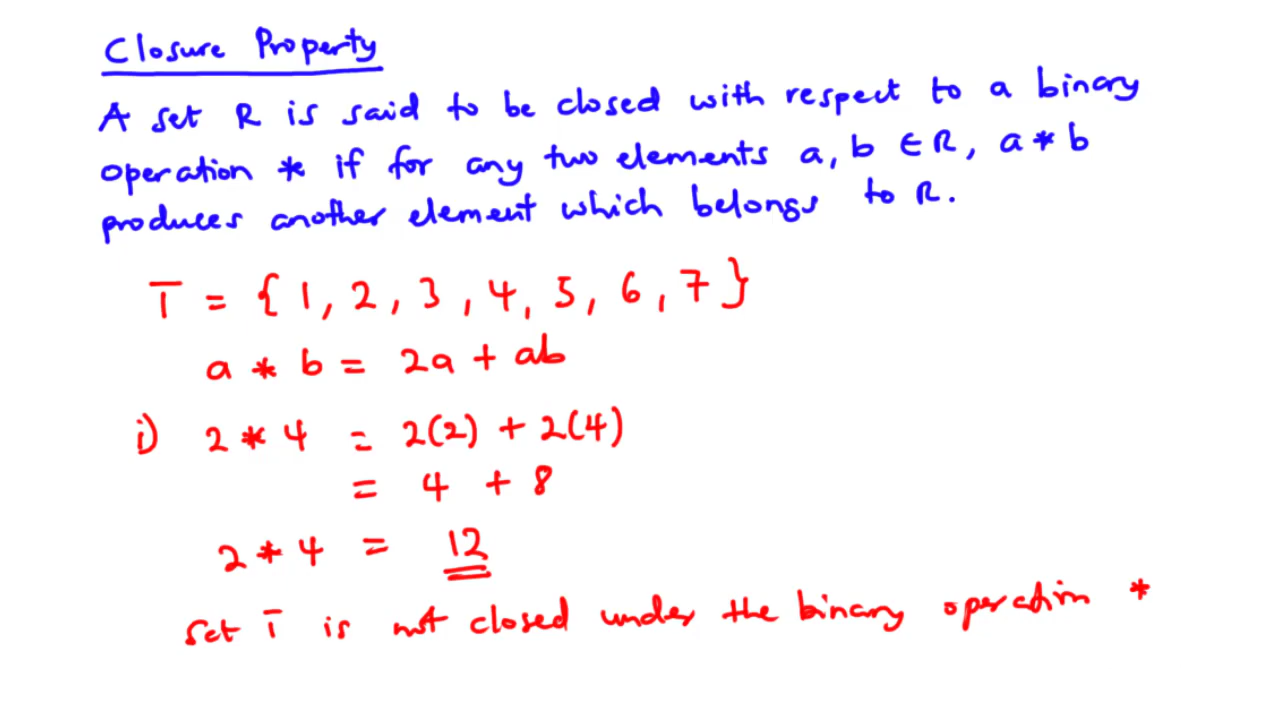 Closure Property
A set R is said to be closed with respect to a binary
operation * if for any two elements a, b ∈ R, a * b
produces another element which belongs to R.
T = { 1, 2, 3, 4, 5, 6, 7 }
a * b = 2a + ab
i) 2 * 4 = 2(2) + 2(4)
= 4 + 8
2 * 4 = 12
set T is not closed under the binary operation *